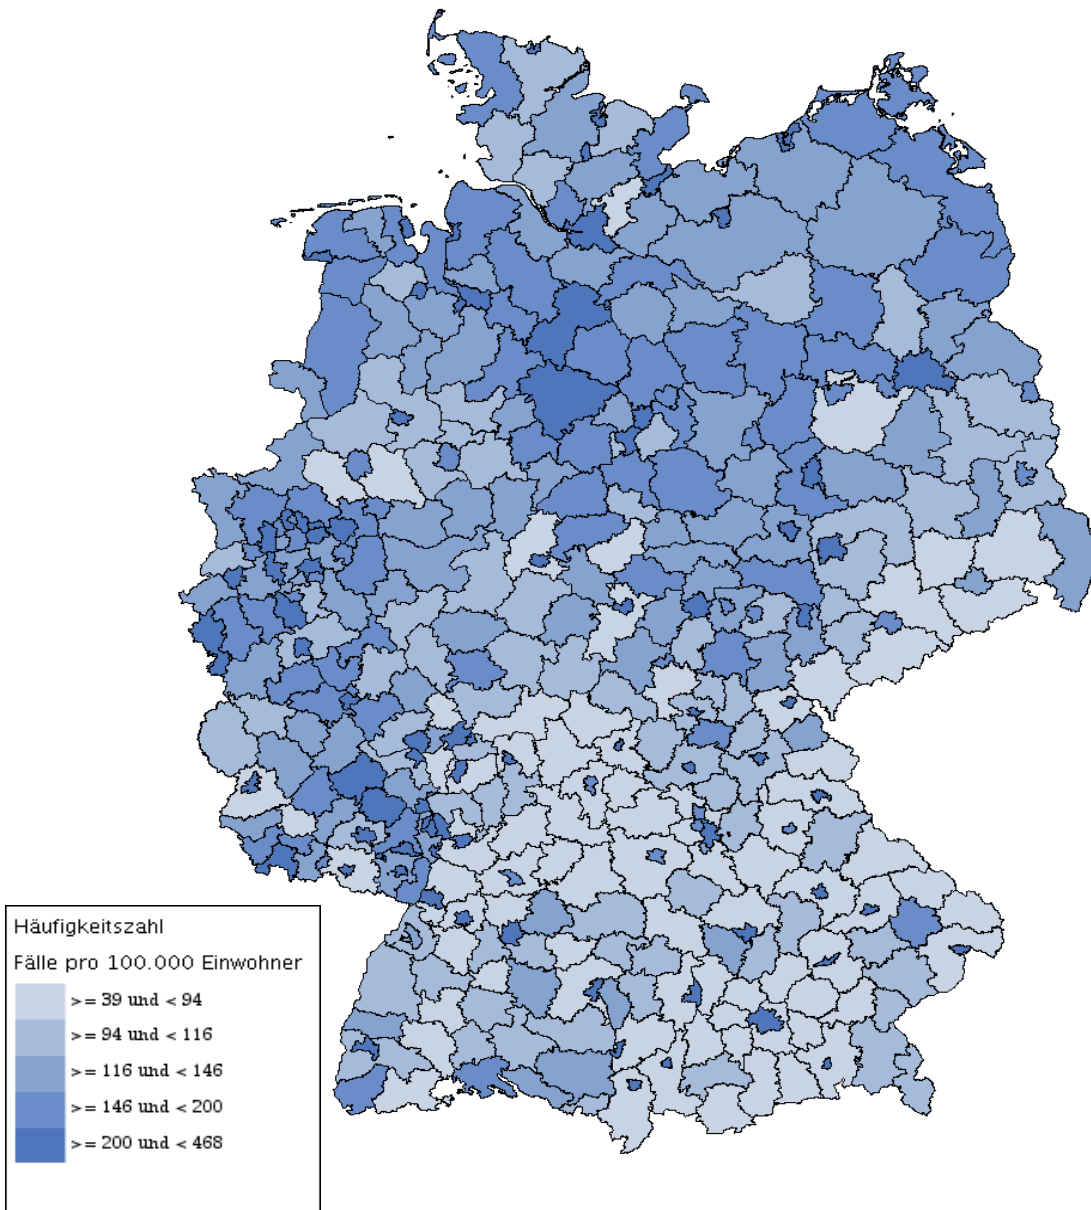 Häufigkeitszahl
Fälle pro 100.000 Einwohner
>= 39 und < 94
>= 94 und < 116
>= 116 und < 146
>= 146 und < 200
>= 200 und < 468